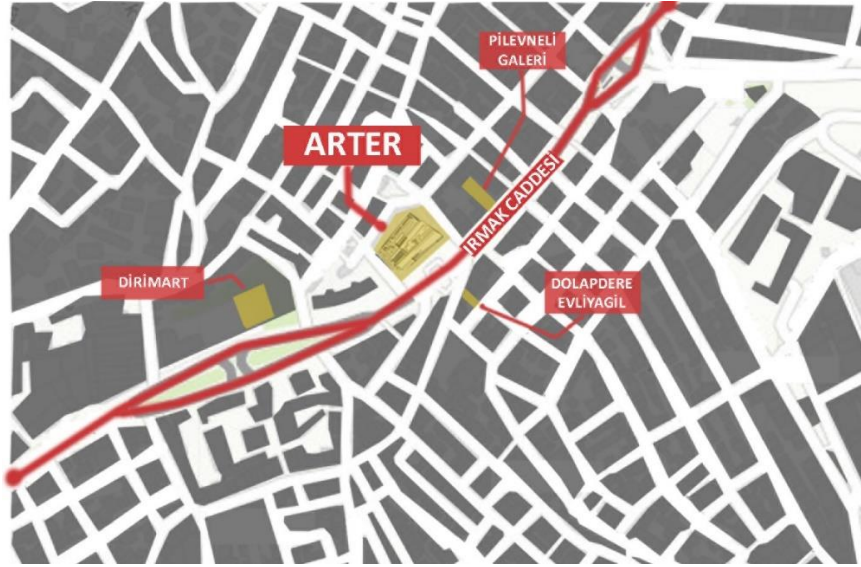 PİLEVNELİ
GALERİ
ARTER
IRMAK CADDESİ
DİRİMART
DOLAPDERE
EVLİYAGİL